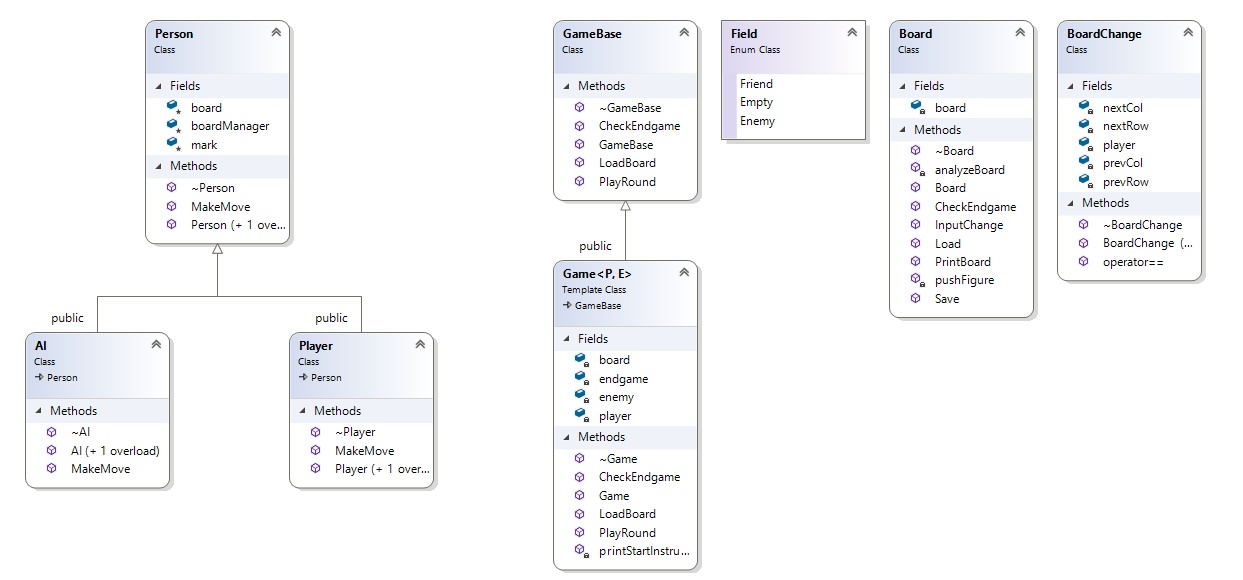 Person
Class
Fields
board
boardManager
mark
Methods
~Person
MakeMove
Person (+ 1 ove...
public
public
AI
Class
Person
Methods
~AI
AI (+ 1 overload)
MakeMove
Player
Class
Person
Methods
~Player
MakeMove
Player (+ 1 over...
GameBase
Class
Methods
~GameBase
CheckEndgame
GameBase
LoadBoard
PlayRound
public
Game<P, E>
Template Class
GameBase
Fields
board
endgame
enemy
player
Methods
~Game
CheckEndgame
Game
LoadBoard
PlayRound
printStartInstru...
Field
Enum Class
Friend
Empty
Enemy
Board
Class
Fields
board
Methods
~Board
analyzeBoard
Board
CheckEndgame
InputChange
Load
PrintBoard
pushFigure
Save
BoardChange
Class
Fields
nextCol
nextRow
player
prevCol
prevRow
Methods
~BoardChange
BoardChange (...
operator==